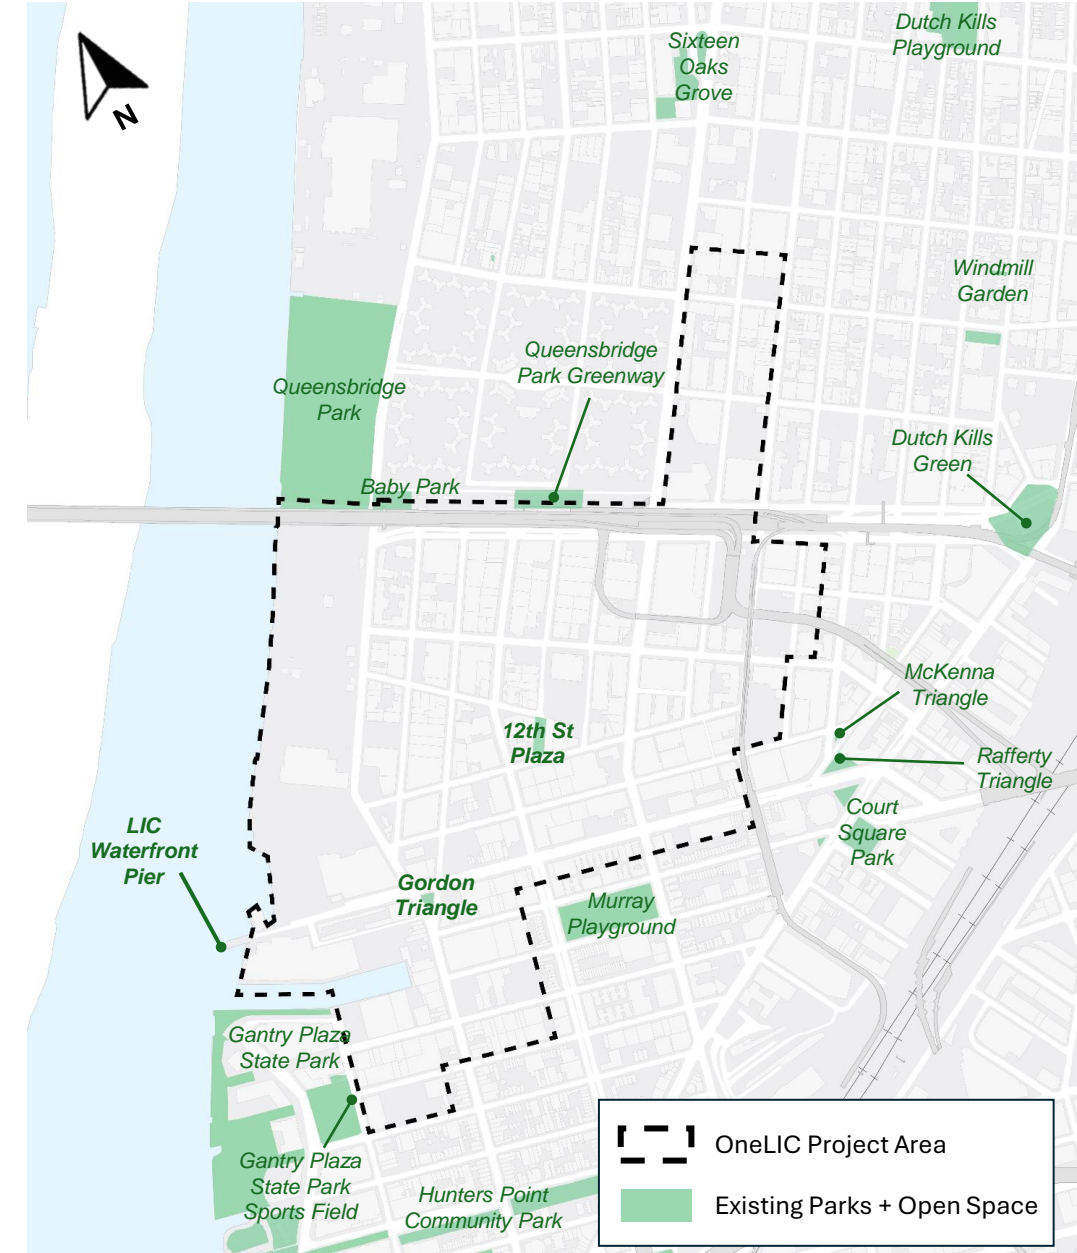 Dutch Kills
Playground
Sixteen
Oaks
Grove
N
Windmill
Garden
Queensbridge
Park Greenway
Queensbridge
Park
Dutch Kills
Green
Baby Park
McKenna
Triangle
12th St
Plaza
Rafferty
Triangle
Court
Square
Park
LIC
Waterfront
Pier
Gordon
Triangle
Murray
Playground
Gantry Plaza
State Park
Gantry Plaza
State Park
Sports Field
Hunters Point
Community Park
OneLIC Project Area
Existing Parks + Open Space